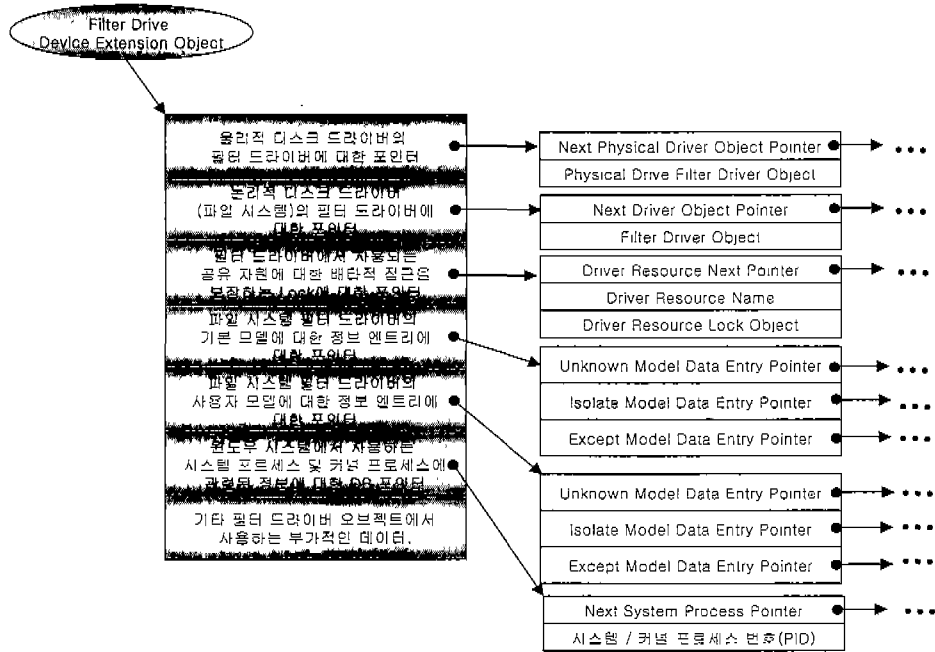 Filter Drive
Device Extension Object
물리적 디스크 드라이버의
필터 드라이버에 대한 포인터
논리적 디스크 드라이버
(파일 시스템)의 필터 드라이버에
대한 포인터
필터 드라이버에서 사용되는
공유 자원에 대한 배타적 접근을
보장하는 Lock에 대한 포인터
파일 시스템 필터 드라이버의
기본 모델에 대한 정보 엔트리에
대한 포인터
파일 시스템 필터 드라이버의
사용자 모델에 대한 정보 엔트리에
대한 포인터
윈도우 시스템에서 사용하는
시스템 프로세스 및 커널 프로세스에
관련된 정보에 대한 DS 포인터
기타 필터 드라이버 오브젝트에서
사용하는 부가적인 데이터.
Next Physical Driver Object Pointer
Physical Drive Filter Driver Object
Next Driver Object Pointer
Filter Driver Object
Driver Resource Next Pointer
Driver Resource Name
Driver Resource Lock Object
Unknown Model Data Entry Pointer
Isolate Model Data Entry Pointer
Except Model Data Entry Pointer
Unknown Model Data Entry Pointer
Isolate Model Data Entry Pointer
Except Model Data Entry Pointer
Next System Process Pointer
시스템 / 커널 프로세스 번호(PID)